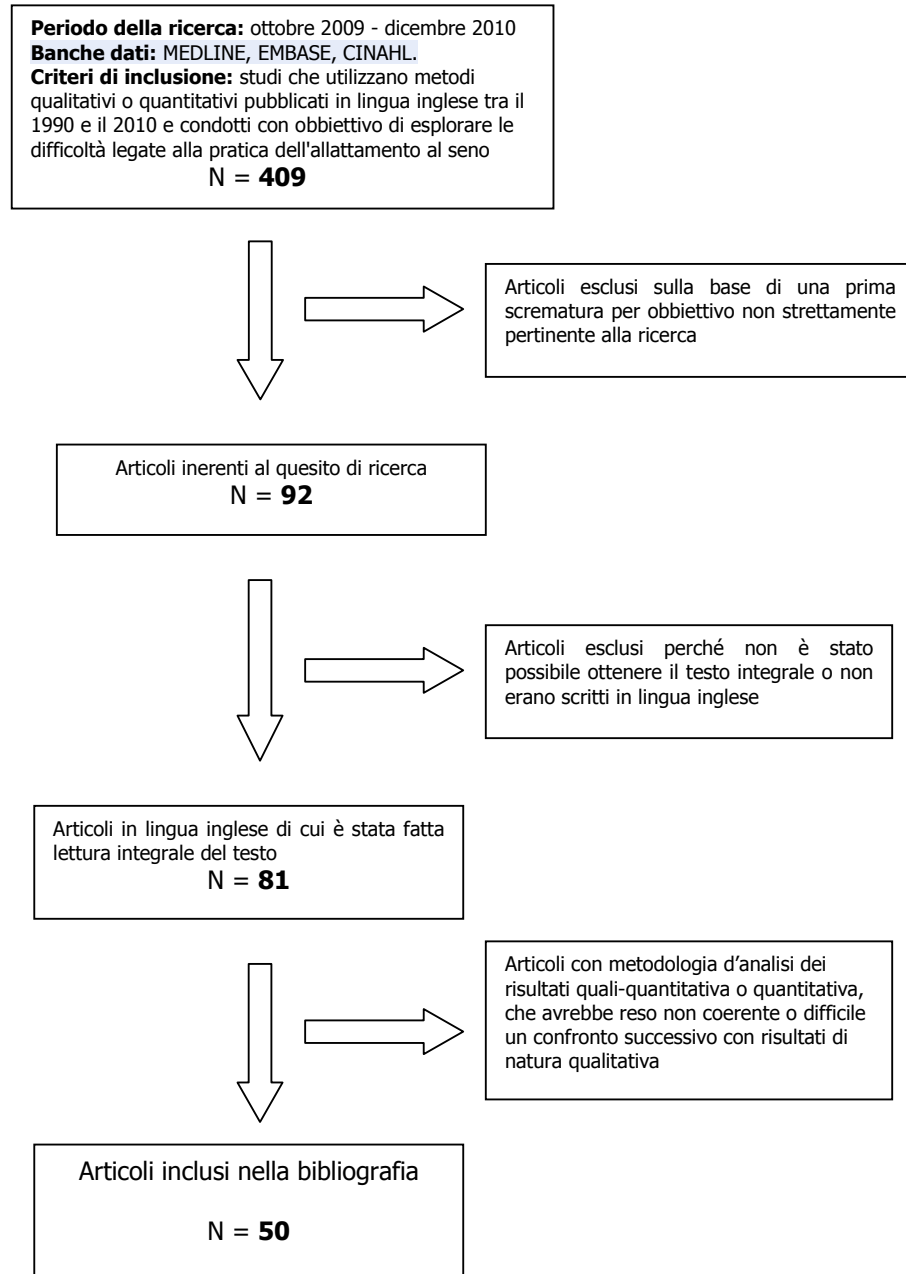 Periodo della ricerca: ottobre 2009 - dicembre 2010
Banche dati: MEDLINE, EMBASE, CINAHL.
Criteri di inclusione: studi che utilizzano metodi
qualitativi o quantitativi pubblicati in lingua inglese tra il
1990 e il 2010 e condotti con obbiettivo di esplorare le
difficoltà legate alla pratica dell'allattamento al seno
N = 409
Articoli esclusi sulla base di una prima
scrematura per obbiettivo non strettamente
pertinente alla ricerca
Articoli inerenti al quesito di ricerca
N = 92
Articoli esclusi perché non è stato
possibile ottenere il testo integrale o non
erano scritti in lingua inglese
Articoli in lingua inglese di cui è stata fatta
lettura integrale del testo
N = 81
Articoli con metodologia d’analisi dei
risultati quali-quantitativa o quantitativa,
che avrebbe reso non coerente o difficile
un confronto successivo con risultati di
natura qualitativa
Articoli inclusi nella bibliografia
N = 50